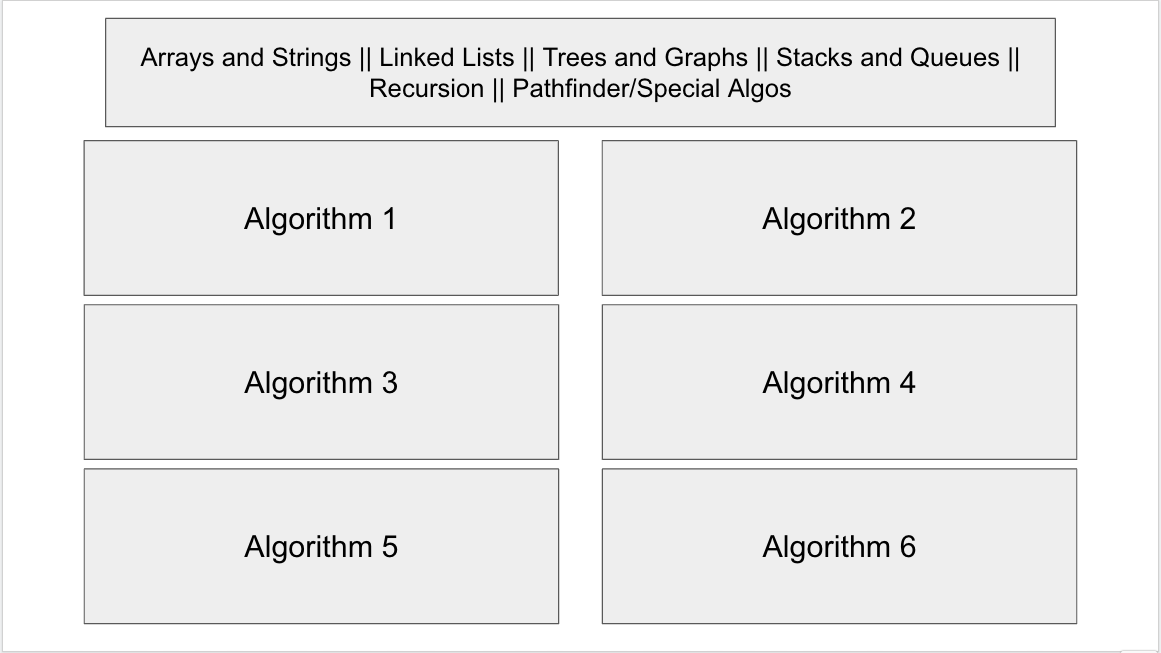 Arrays and Strings || Linked Lists || Trees and Graphs || Stacks and Queues ||
Recursion || Pathfinder/Special Algos
Algorithm 1
Algorithm 2
Algorithm 3
Algorithm 4
Algorithm 5
Algorithm 6